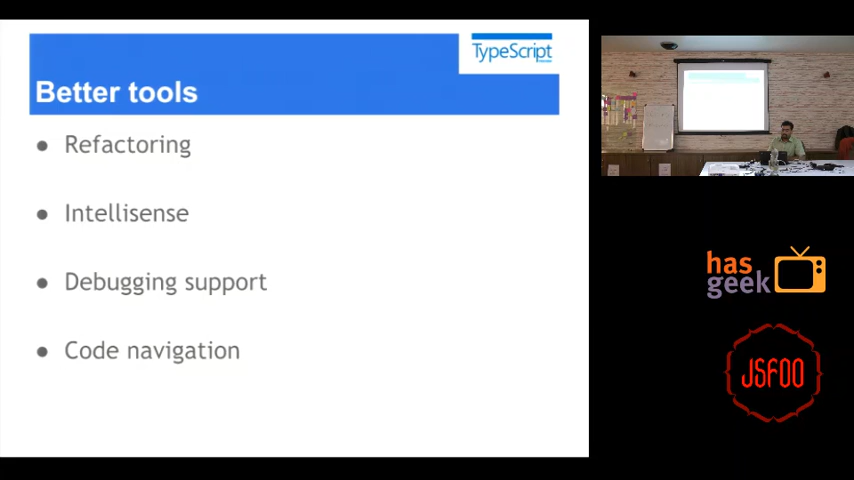 TypeScript
Better tools
● Refactoring
● Intellisense
● Debugging support
● Code navigation
has
geek
JSFOO